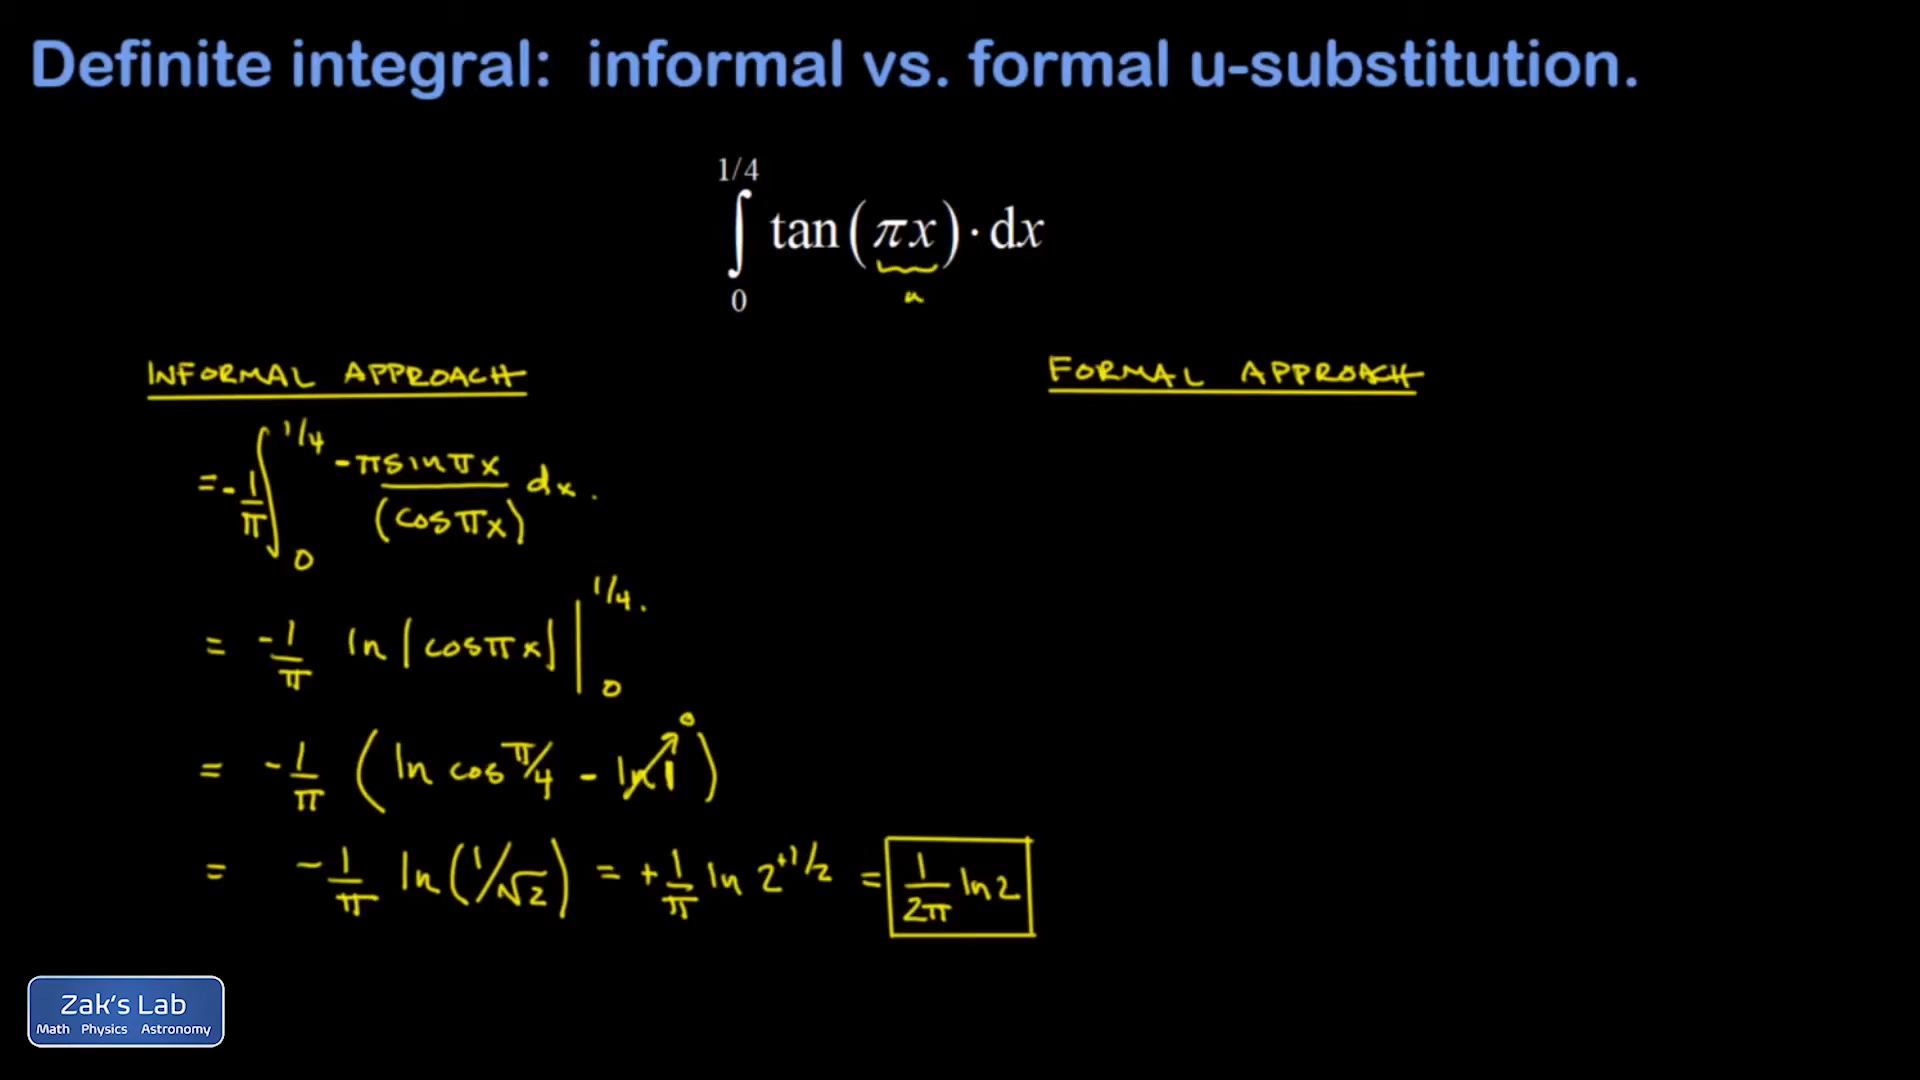 Definite integral: informal vs. formal u-substitution.
∫₀^{1/4} tan(πx)·dx
u
INFORMAL APPROACH
FORMAL APPROACH
= -1/π ∫₀^{1/4} -π sin πx / (cos πx) dx.
= -1/π ln|cos πx| |₀^{1/4}.
= -1/π (ln cos π/4 - ln 1) 0
= -1/π ln(1/√2) = +1/π ln 2^{+1/2} = 1/2π ln 2
Zak's Lab
Math Physics Astronomy